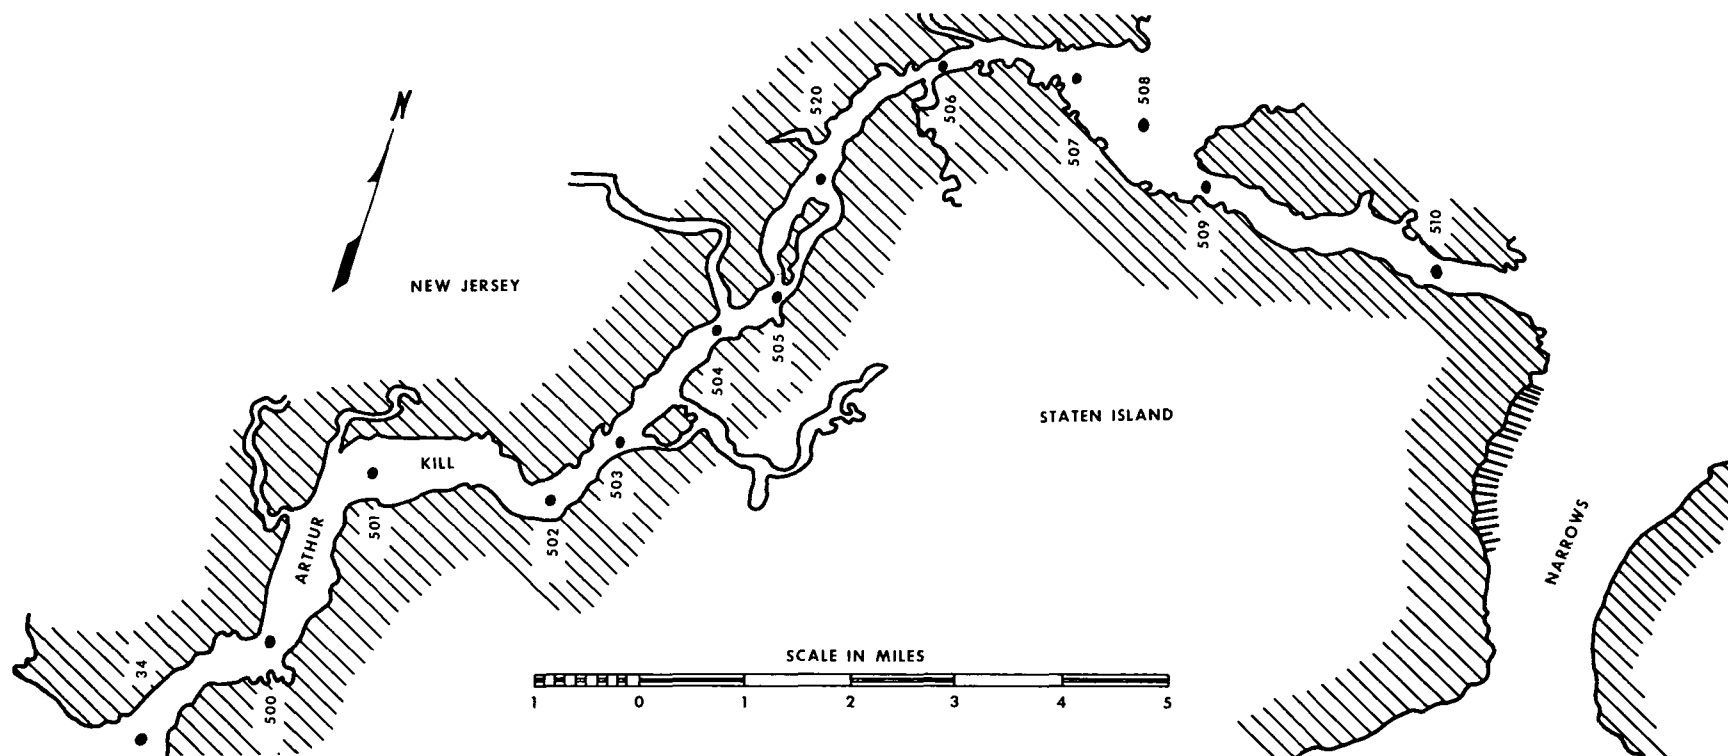 N
520
506
508
507
509
510
NEW JERSEY
505
504
STATEN ISLAND
KILL
503
501
502
ARTHUR
NARROWS
34
500
SCALE IN MILES
1 0 1 2 3 4 5